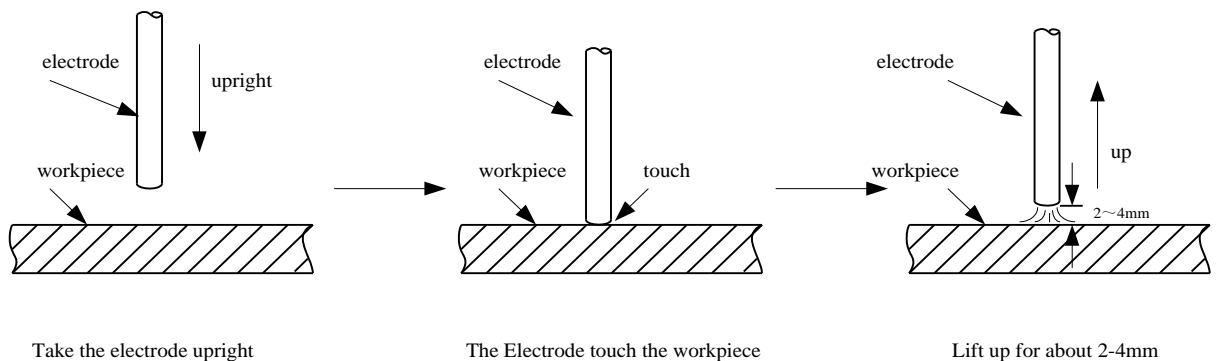 electrode
upright
workpiece
Take the electrode upright
electrode
workpiece
touch
The Electrode touch the workpiece
electrode
up
workpiece
2～4mm
Lift up for about 2-4mm